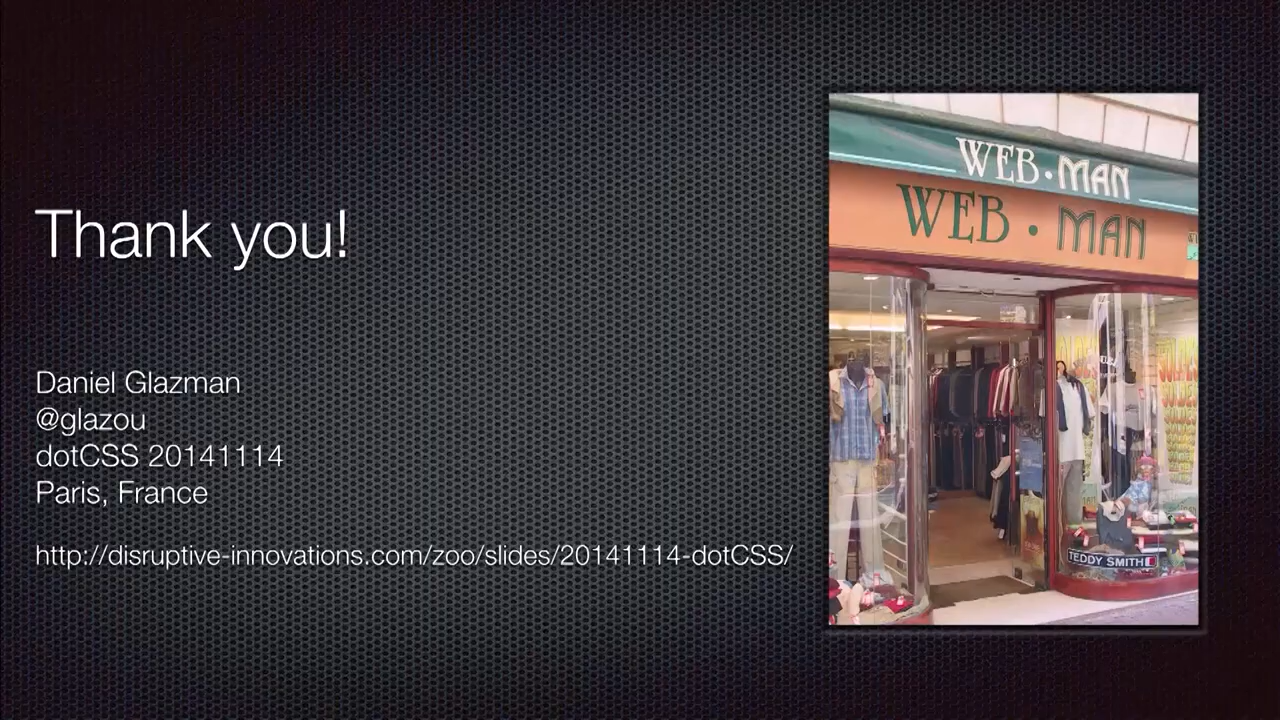 Thank you!
Daniel Glazman
@glazou
dotCSS 20141114
Paris, France
http://disruptive-innovations.com/zoo/slides/20141114-dotCSS/
WEB·MAN
WEB·MAN
TEDDY SMITH